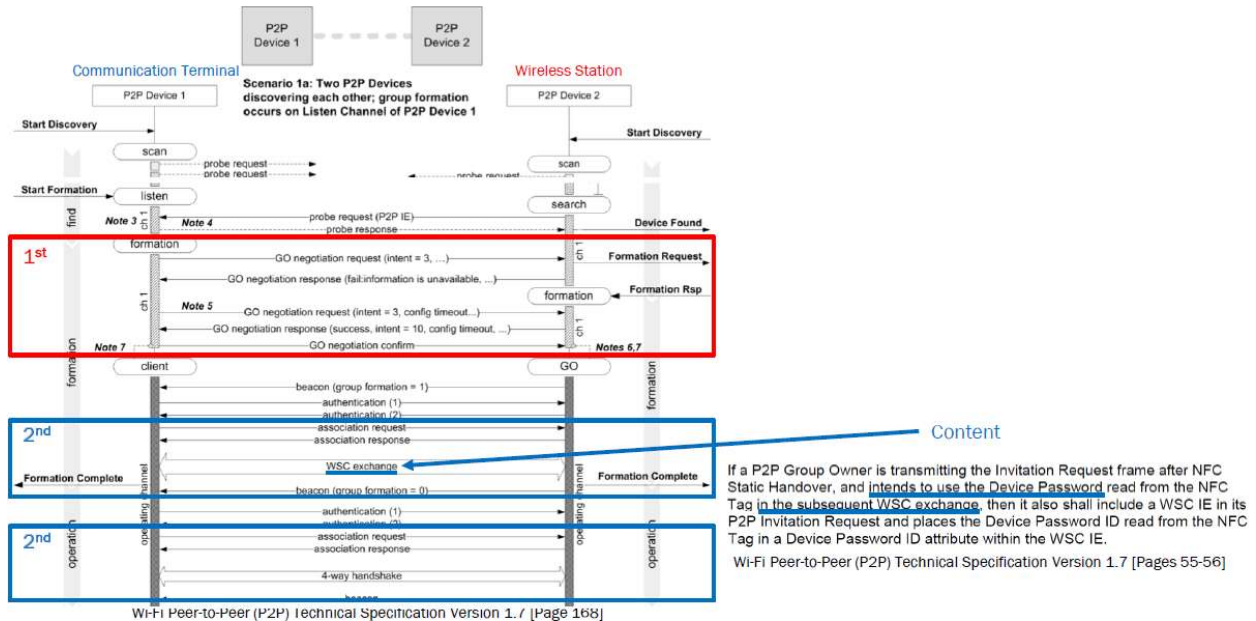 P2P
Device 1
P2P
Device 2
Communication Terminal
Wireless Station
Scenario 1a: Two P2P Devices
discovering each other; group formation
occurs on Listen Channel of P2P Device 1
P2P Device 1
P2P Device 2
Start Discovery
Start Discovery
scan
scan
probe request
probe request
probe request
Start Formation
listen
search
find
Note 3
ch 1
Note 4
probe request (P2P IE)
probe response
Device Found
1st
formation
ch 1
GO negotiation request (intent = 3, ...)
Formation Request
GO negotiation response (fail:information is unavailable, ...)
Formation Rsp
formation
ch 1
Note 5
GO negotiation request (intent = 3, config timeout...)
GO negotiation response (success, intent = 10, config timeout, ...)
ch 1
Note 7
GO negotiation confirm
Notes 6,7
client
GO
formation
formation
beacon (group formation = 1)
authentication (1)
authentication (2)
2nd
association request
association response
Content
WSC exchange
Formation Complete
Formation Complete
beacon (group formation = 0)
operating channel
operating channel
authentication (1)
2nd
association request
association response
operation
operation
4-way handshake
Wi-Fi Peer-to-Peer (P2P) Technical Specification Version 1.7 [Page 168]
If a P2P Group Owner is transmitting the Invitation Request frame after NFC
Static Handover, and intends to use the Device Password read from the NFC
Tag in the subsequent WSC exchange, then it also shall include a WSC IE in its
P2P Invitation Request and places the Device Password ID read from the NFC
Tag in a Device Password ID attribute within the WSC IE.
Wi-Fi Peer-to-Peer (P2P) Technical Specification Version 1.7 [Pages 55-56]